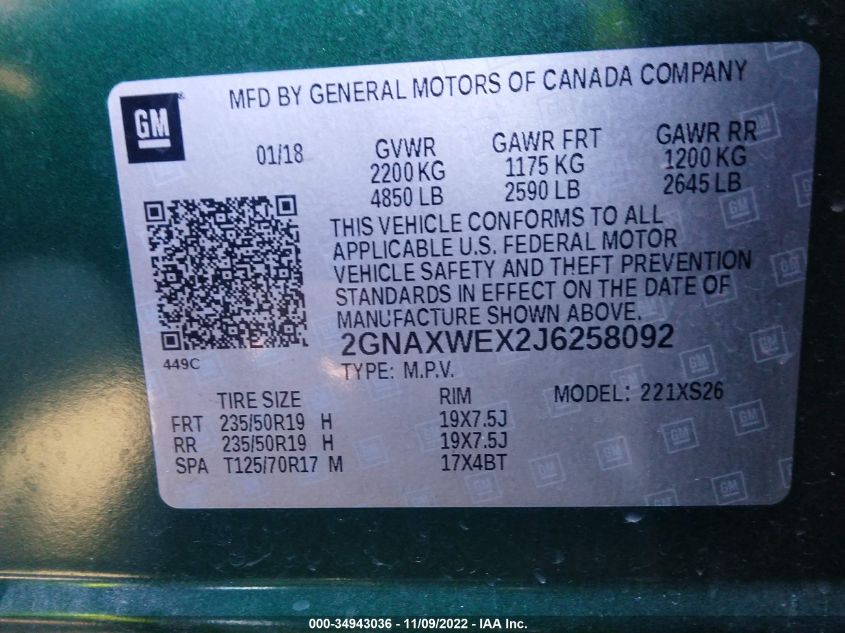 GM
MFD BY GENERAL MOTORS OF CANADA COMPANY
01/18 GVWR GAWR FRT GAWR RR
2200 KG 1175 KG 1200 KG
4850 LB 2590 LB 2645 LB
THIS VEHICLE CONFORMS TO ALL
APPLICABLE U.S. FEDERAL MOTOR
VEHICLE SAFETY AND THEFT PREVENTION
STANDARDS IN EFFECT ON THE DATE OF
MANUFACTURE SHOWN ABOVE.
2GNAXWEX2J6258092
449C
TYPE: M.P.V.
TIRE SIZE RIM MODEL: 221XS26
FRT 235/50R19 H 19X7.5J
RR 235/50R19 H 19X7.5J
SPA T125/70R17 M 17X4BT
000-34943036 - 11/09/2022 - IAA Inc.